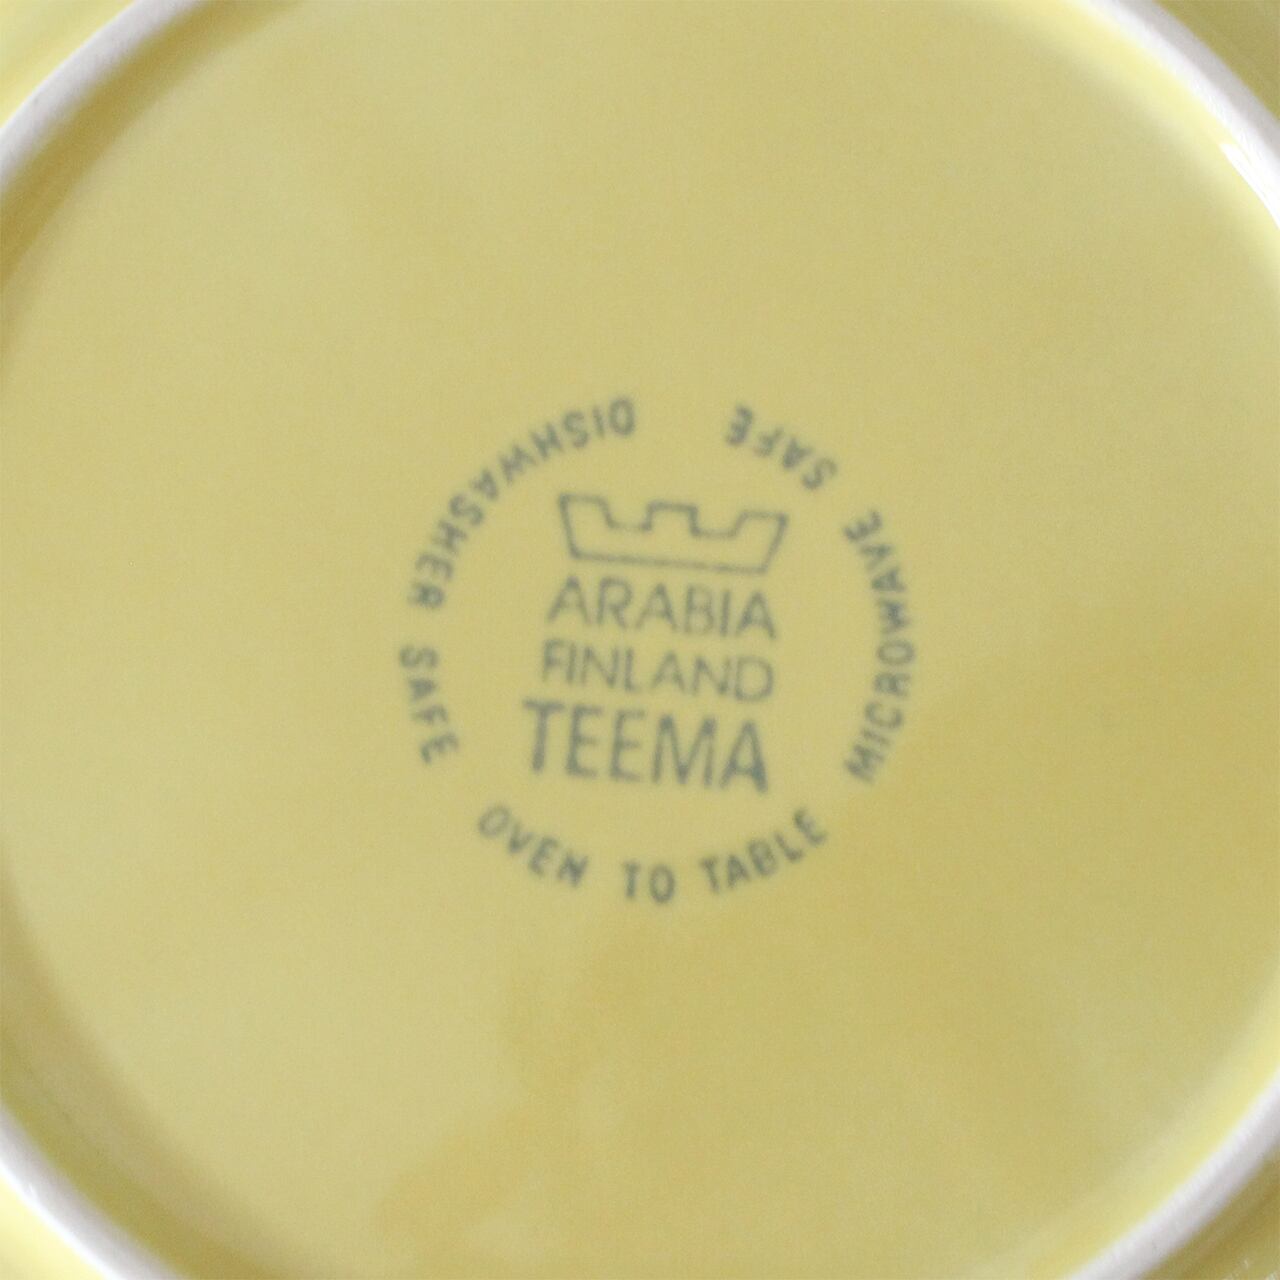 ARABIA
FINLAND
TEEMA
DISHWASHER SAFE
OVEN TO TABLE
MICROWAVE SAFE